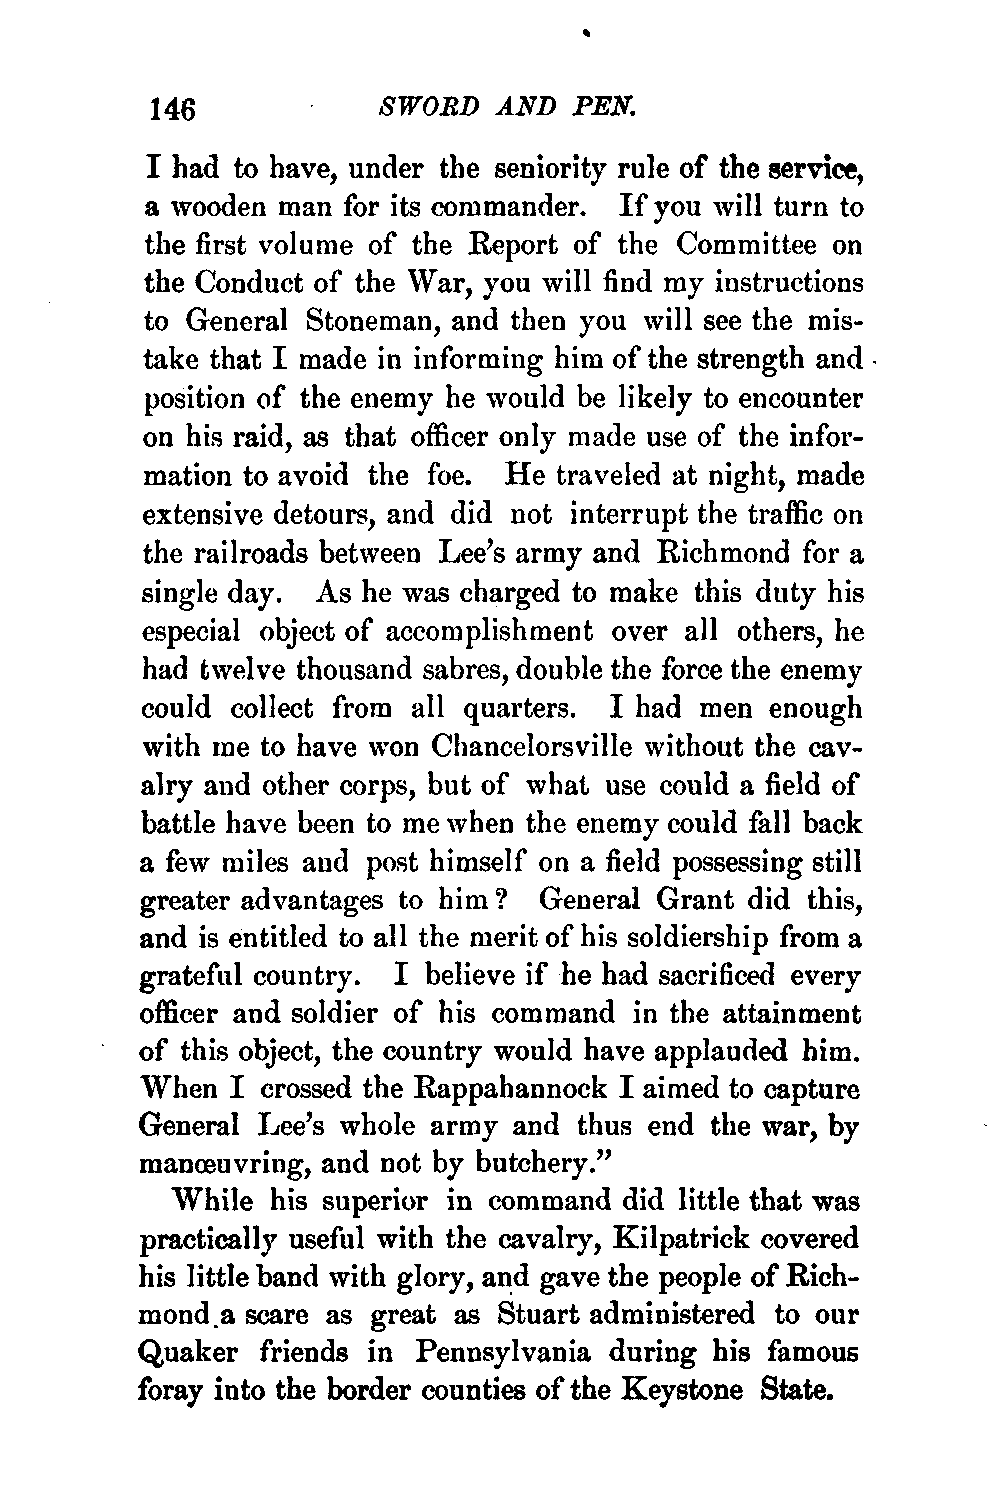 146 SWORD AND PEN.
I had to have, under the seniority rule of the service,
a wooden man for its commander. If you will turn to
the first volume of the Report of the Committee on
the Conduct of the War, you will find my instructions
to General Stoneman, and then you will see the mis-
take that I made in informing him of the strength and
position of the enemy he would be likely to encounter
on his raid, as that officer only made use of the infor-
mation to avoid the foe. He traveled at night, made
extensive detours, and did not interrupt the traffic on
the railroads between Lee's army and Richmond for a
single day. As he was charged to make this duty his
especial object of accomplishment over all others, he
had twelve thousand sabres, double the force the enemy
could collect from all quarters. I had men enough
with me to have won Chancelorsville without the cav-
alry and other corps, but of what use could a field of
battle have been to me when the enemy could fall back
a few miles and post himself on a field possessing still
greater advantages to him? General Grant did this,
and is entitled to all the merit of his soldiership from a
grateful country. I believe if he had sacrificed every
officer and soldier of his command in the attainment
of this object, the country would have applauded him.
When I crossed the Rappahannock I aimed to capture
General Lee's whole army and thus end the war, by
manœuvring, and not by butchery."
While his superior in command did little that was
practically useful with the cavalry, Kilpatrick covered
his little band with glory, and gave the people of Rich-
mond a scare as great as Stuart administered to our
Quaker friends in Pennsylvania during his famous
foray into the border counties of the Keystone State.